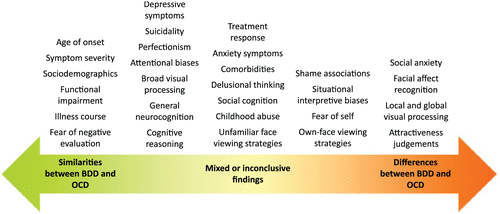 Age of onset
Symptom severity
Sociodemographics
Functional
impairment
Illness course
Fear of negative
evaluation
Depressive
symptoms
Suicidality
Perfectionism
Attentional biases
Broad visual
processing
General
neurocognition
Cognitive
reasoning
Treatment
response
Anxiety symptoms
Comorbidities
Delusional thinking
Social cognition
Childhood abuse
Unfamiliar face
viewing strategies
Shame associations
Situational
interpretive biases
Fear of self
Own-face viewing
strategies
Social anxiety
Facial affect
recognition
Local and global
visual processing
Attractiveness
judgements
Similarities
between BDD and
OCD
Mixed or inconclusive
findings
Differences
between BDD and
OCD